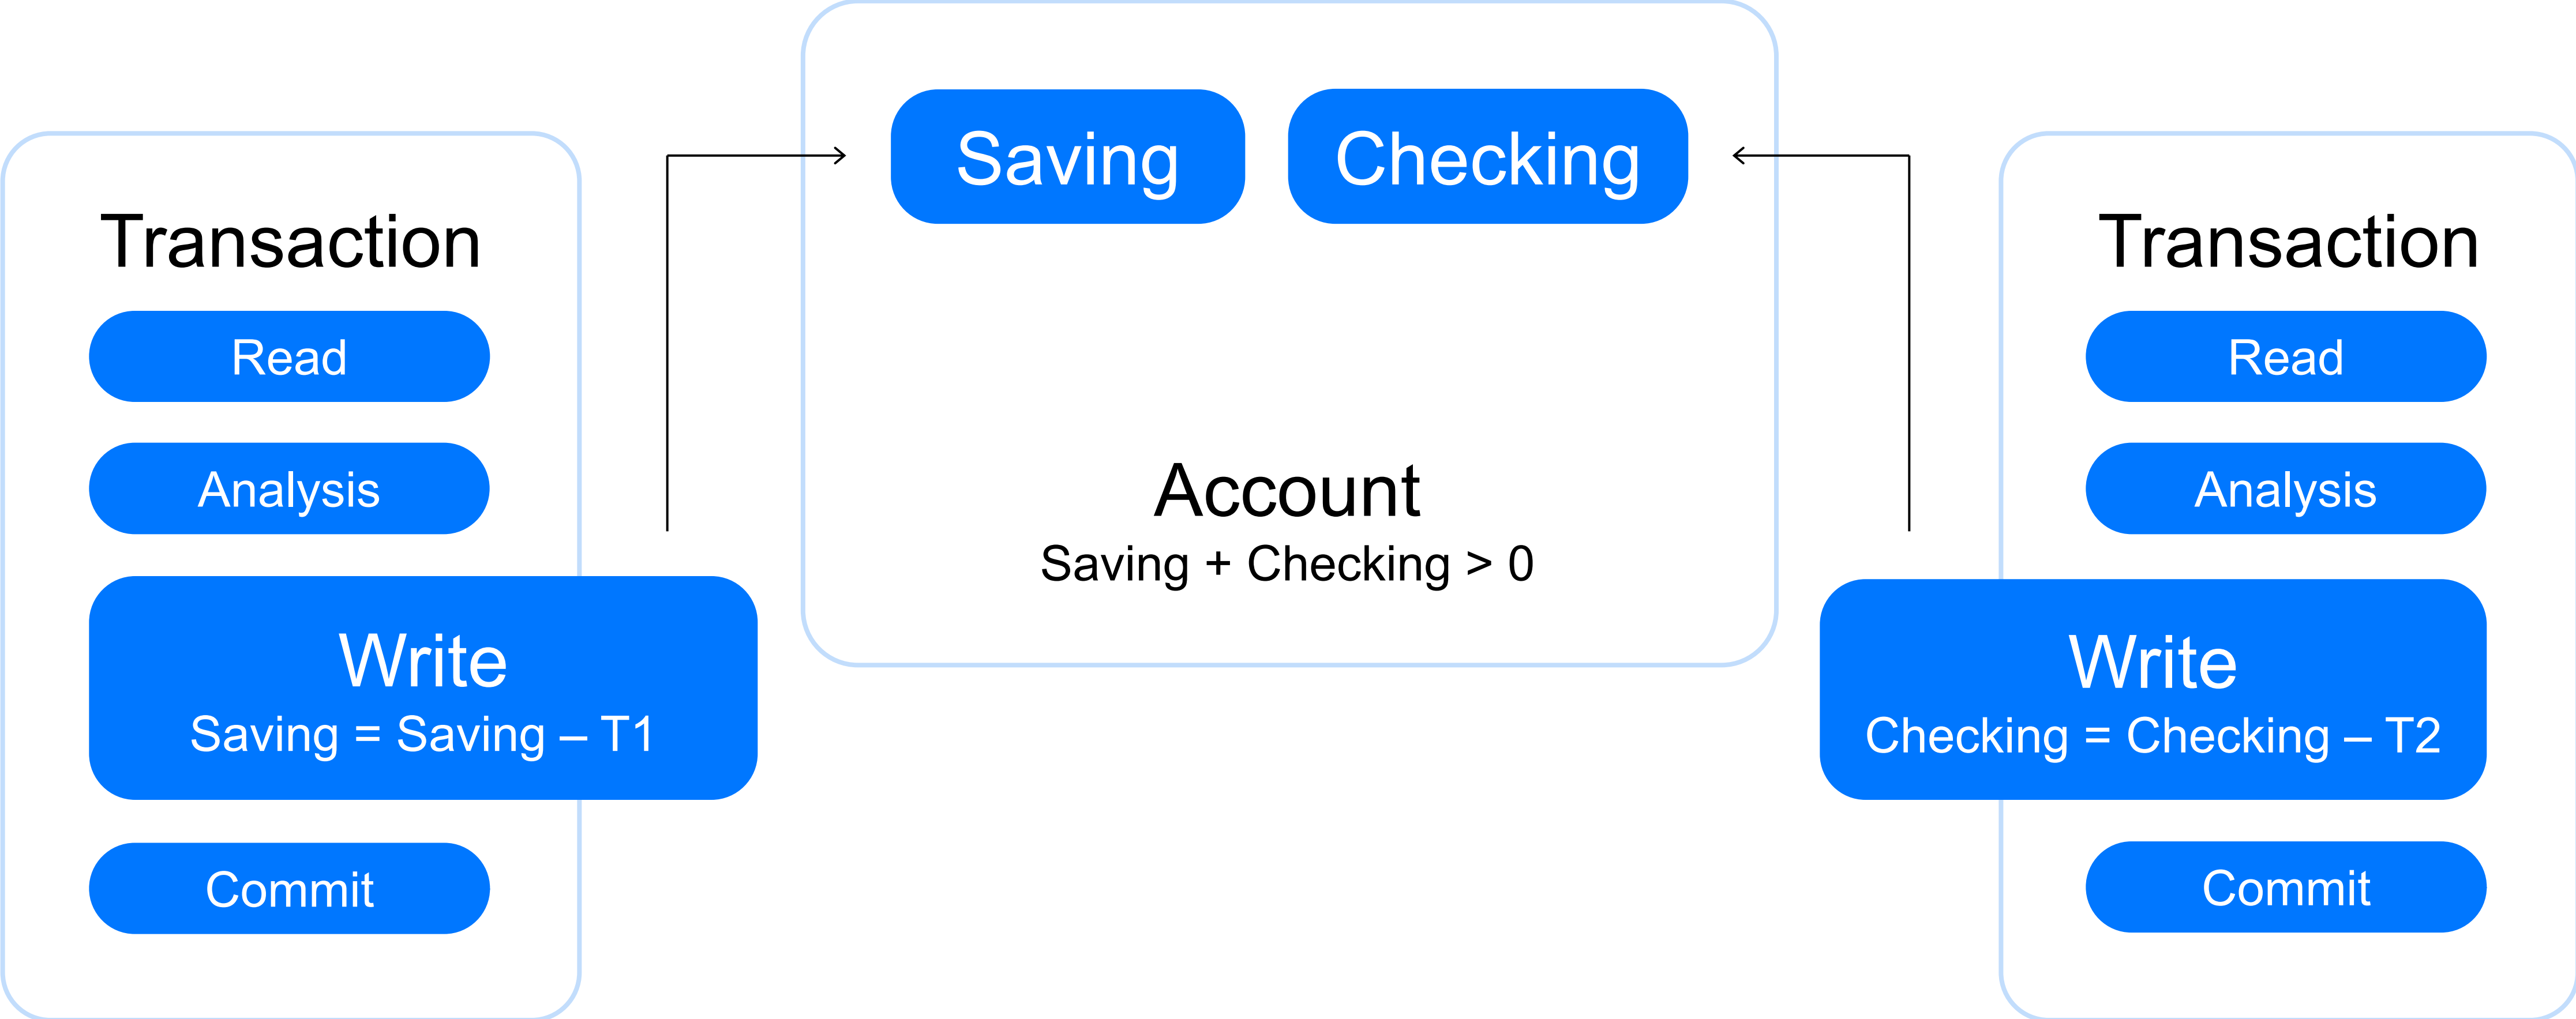 Transaction
Read
Analysis
Write
Saving = Saving – T1
Commit
Saving
Checking
Account
Saving + Checking > 0
Transaction
Read
Analysis
Write
Checking = Checking – T2
Commit